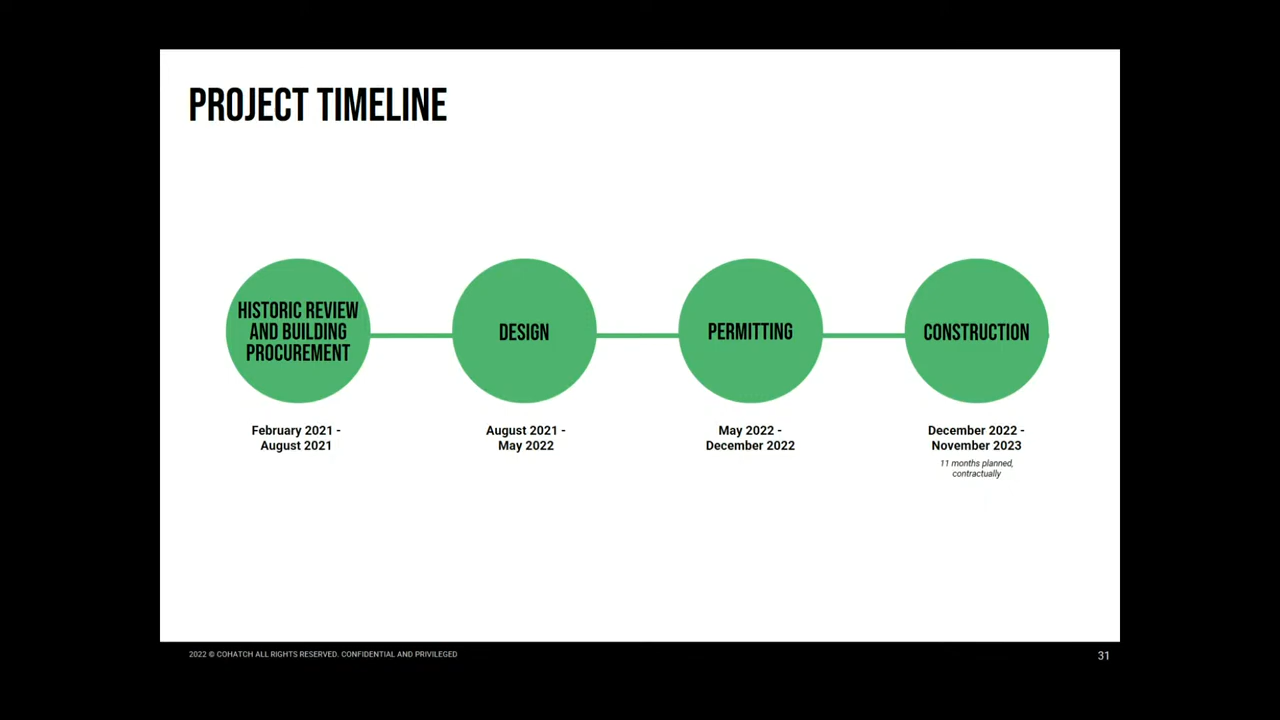 PROJECT TIMELINE
HISTORIC REVIEW
AND BUILDING
PROCUREMENT
DESIGN
PERMITTING
CONSTRUCTION
February 2021 -
August 2021
August 2021 -
May 2022
May 2022 -
December 2022
December 2022 -
November 2023
11 months planned,
contractually
2022 © COHATCH ALL RIGHTS RESERVED. CONFIDENTIAL AND PRIVILEGED
31